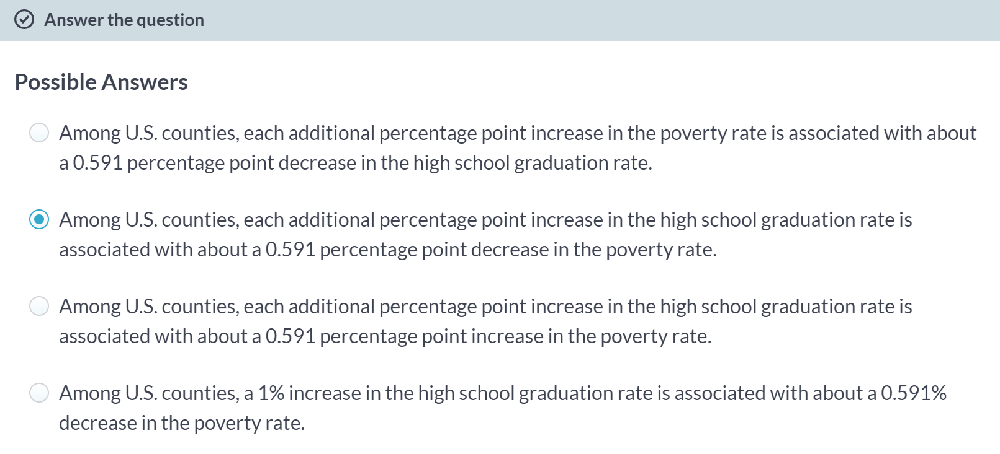 Answer the question
Possible Answers
Among U.S. counties, each additional percentage point increase in the poverty rate is associated with about
a 0.591 percentage point decrease in the high school graduation rate.
Among U.S. counties, each additional percentage point increase in the high school graduation rate is
associated with about a 0.591 percentage point decrease in the poverty rate.
Among U.S. counties, each additional percentage point increase in the high school graduation rate is
associated with about a 0.591 percentage point increase in the poverty rate.
Among U.S. counties, a 1% increase in the high school graduation rate is associated with about a 0.591%
decrease in the poverty rate.